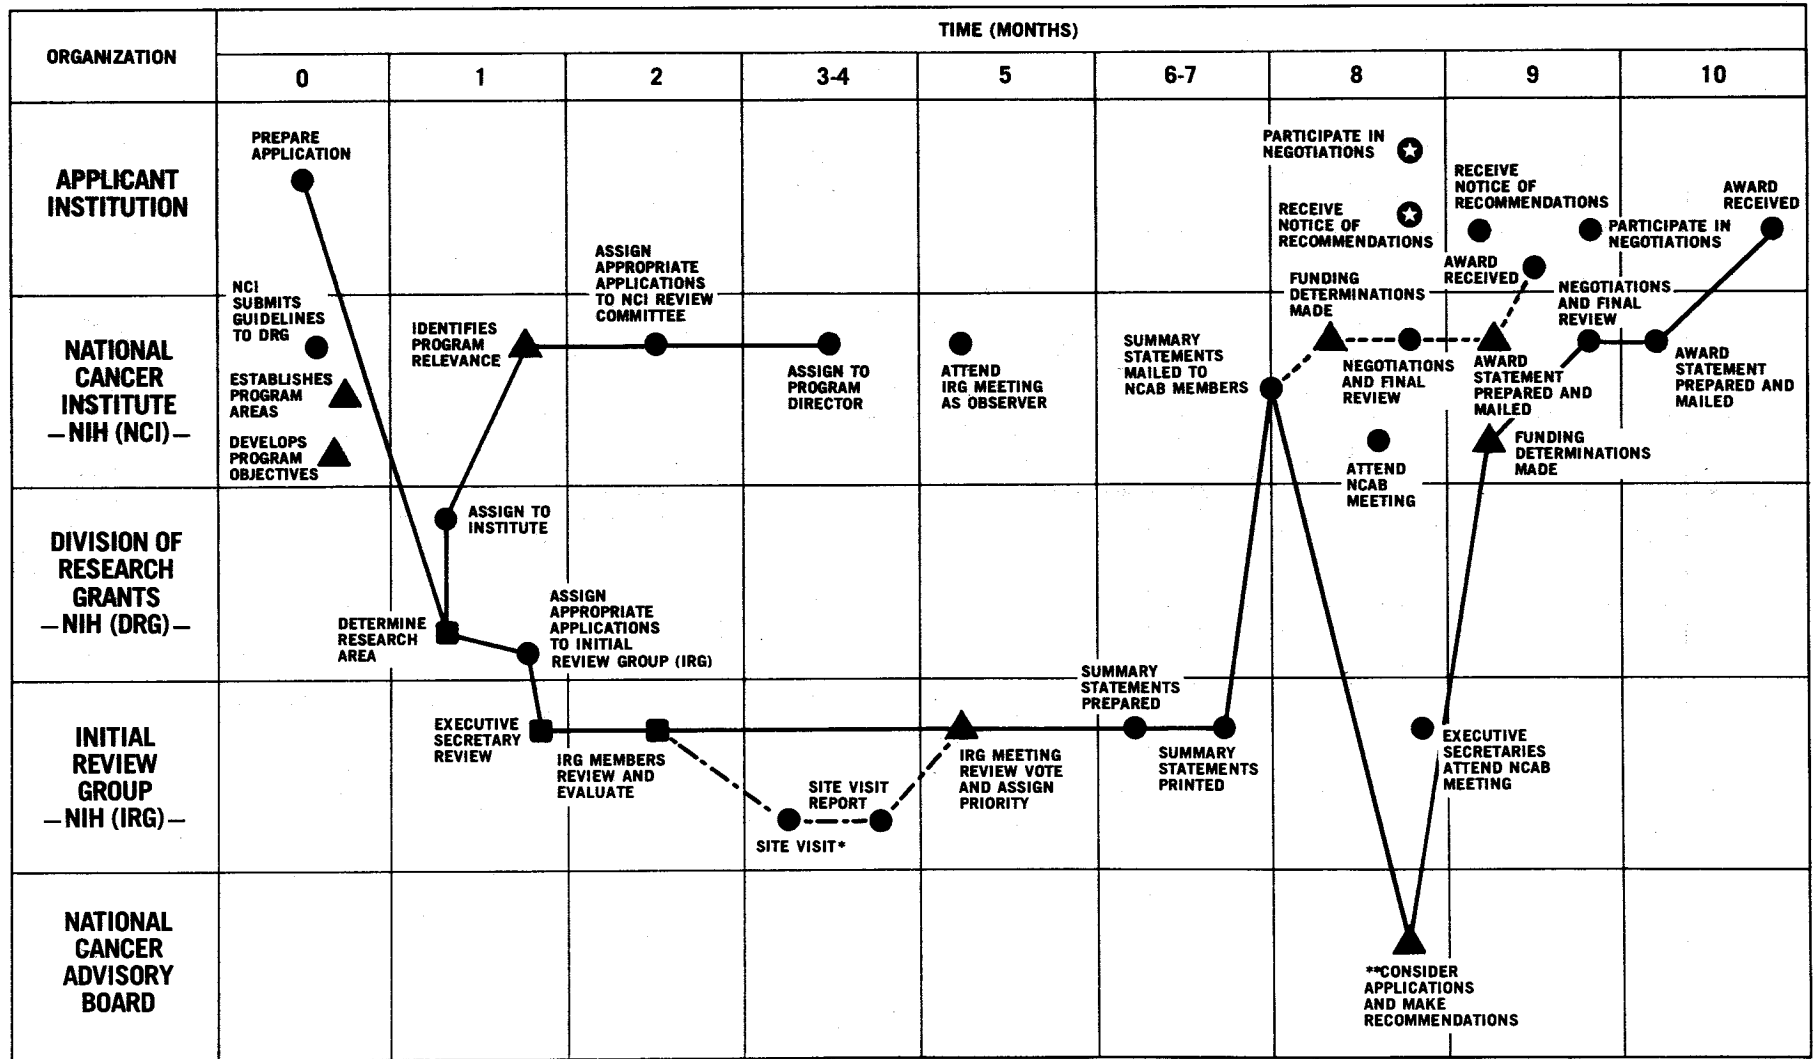 TIME (MONTHS)
ORGANIZATION
0
1
2
3-4
5
6-7
8
9
10
APPLICANT
INSTITUTION
PREPARE
APPLICATION
PARTICIPATE IN
NEGOTIATIONS
RECEIVE
NOTICE OF
RECOMMENDATIONS
RECEIVE
NOTICE OF
RECOMMENDATIONS
PARTICIPATE IN
NEGOTIATIONS
AWARD
RECEIVED
AWARD
RECEIVED
NATIONAL
CANCER
INSTITUTE
—NIH (NCI)—
NCI
SUBMITS
GUIDELINES
TO DRG
ESTABLISHES
PROGRAM
AREAS
DEVELOPS
PROGRAM
OBJECTIVES
IDENTIFIES
PROGRAM
RELEVANCE
ASSIGN
APPROPRIATE
APPLICATIONS
TO NCI REVIEW
COMMITTEE
ASSIGN TO
PROGRAM
DIRECTOR
ATTEND
IRG MEETING
AS OBSERVER
SUMMARY
STATEMENTS
MAILED TO
NCAB MEMBERS
FUNDING
DETERMINATIONS
MADE
NEGOTIATIONS
AND FINAL
REVIEW
ATTEND
NCAB
MEETING
AWARD
STATEMENT
PREPARED AND
MAILED
FUNDING
DETERMINATIONS
MADE
NEGOTIATIONS
AND FINAL
REVIEW
AWARD
STATEMENT
PREPARED AND
MAILED
DIVISION OF
RESEARCH
GRANTS
—NIH (DRG)—
ASSIGN TO
INSTITUTE
DETERMINE
RESEARCH
AREA
ASSIGN
APPROPRIATE
APPLICATIONS
TO INITIAL
REVIEW GROUP (IRG)
INITIAL
REVIEW
GROUP
—NIH (IRG)—
EXECUTIVE
SECRETARY
REVIEW
IRG MEMBERS
REVIEW AND
EVALUATE
SITE VISIT*
SITE VISIT
REPORT
IRG MEETING
REVIEW VOTE
AND ASSIGN
PRIORITY
SUMMARY
STATEMENTS
PREPARED
SUMMARY
STATEMENTS
PRINTED
EXECUTIVE
SECRETARIES
ATTEND NCAB
MEETING
NATIONAL
CANCER
ADVISORY
BOARD
**CONSIDER
APPLICATIONS
AND MAKE
RECOMMENDATIONS